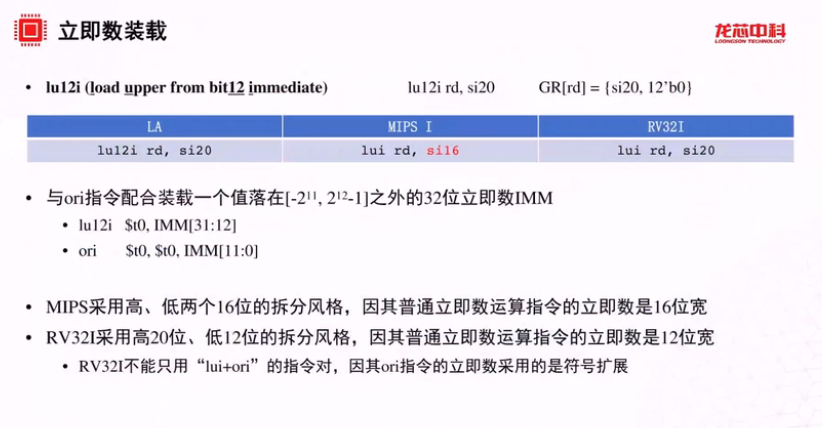 立即数装载
龙芯中科
LOONGSON TECHNOLOGY
• lu12i (load upper from bit12 immediate) lu12i rd, si20 GR[rd] = {si20, 12’b0}
LA MIPS I RV32I
lu12i rd, si20 lui rd, si16 lui rd, si20
• 与ori指令配合装载一个值落在[-2¹¹, 2¹²-1]之外的32位立即数IMM
• lu12i $t0, IMM[31:12]
• ori $t0, $t0, IMM[11:0]
• MIPS采用高、低两个16位的拆分风格，因其普通立即数运算指令的立即数是16位宽
• RV32I采用高20位、低12位的拆分风格，因其普通立即数运算指令的立即数是12位宽
• RV32I不能只用“lui+ori”的指令对，因其ori指令的立即数采用的是符号扩展